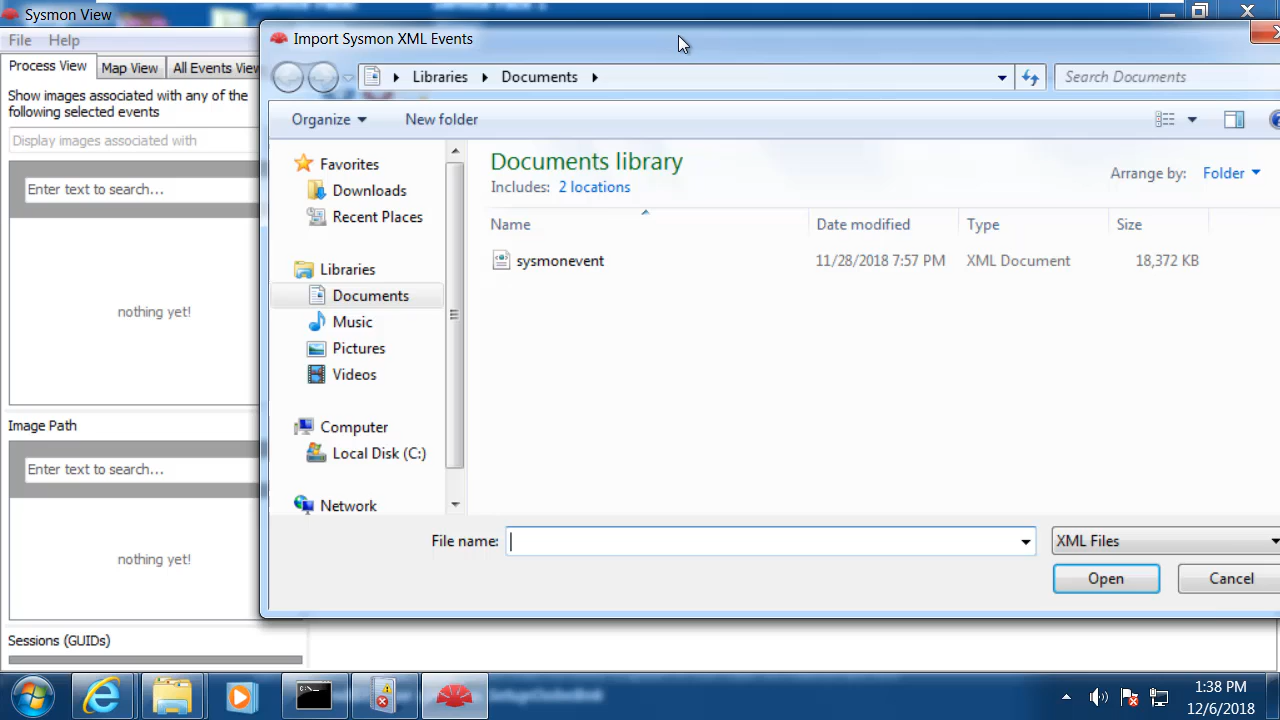 Sysmon View
File Help
Process View Map View All Events View
Show images associated with any of the
following selected events
Display images associated with
Enter text to search...
nothing yet!
Image Path
Enter text to search...
nothing yet!
Sessions (GUIDs)
Import Sysmon XML Events
Libraries Documents
Search Documents
Organize New folder
Favorites
Downloads
Recent Places
Libraries
Documents
Music
Pictures
Videos
Computer
Local Disk (C:)
Network
Documents library
Includes: 2 locations
Arrange by: Folder
Name Date modified Type Size
sysmonevent 11/28/2018 7:57 PM XML Document 18,372 KB
File name: XML Files
Open Cancel
1:38 PM
12/6/2018